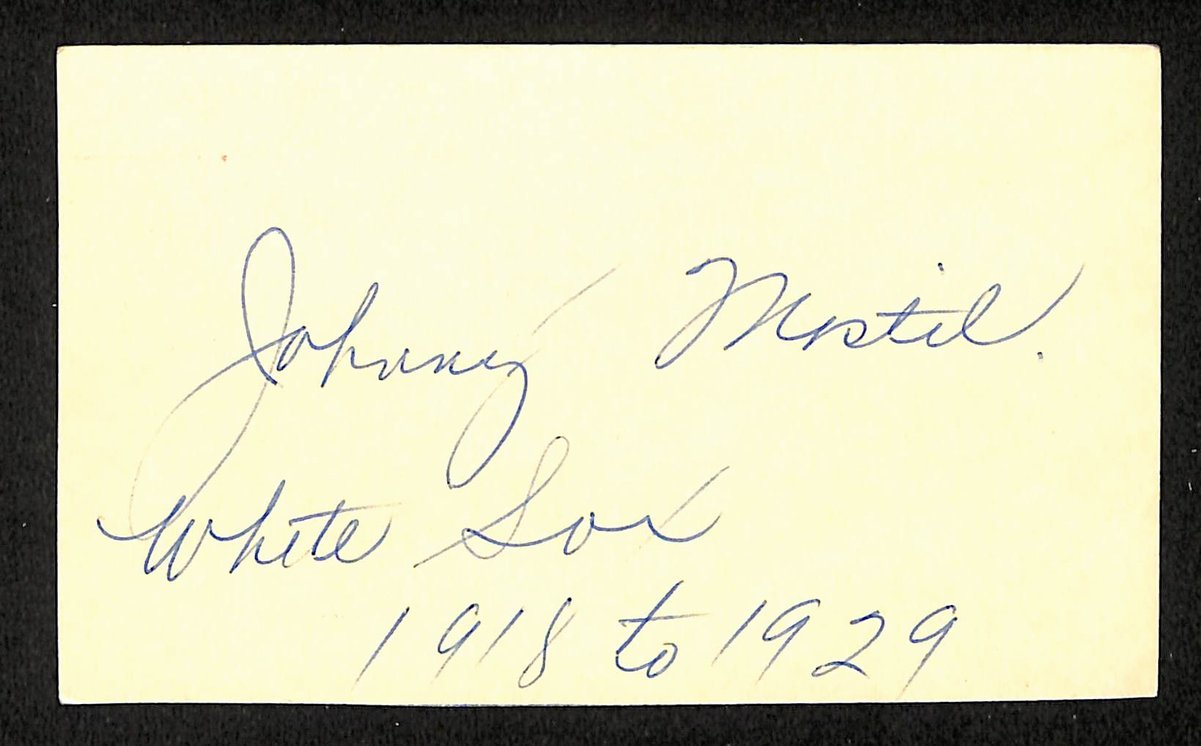 Johnny Mostil.
White Sox
1918 to 1929